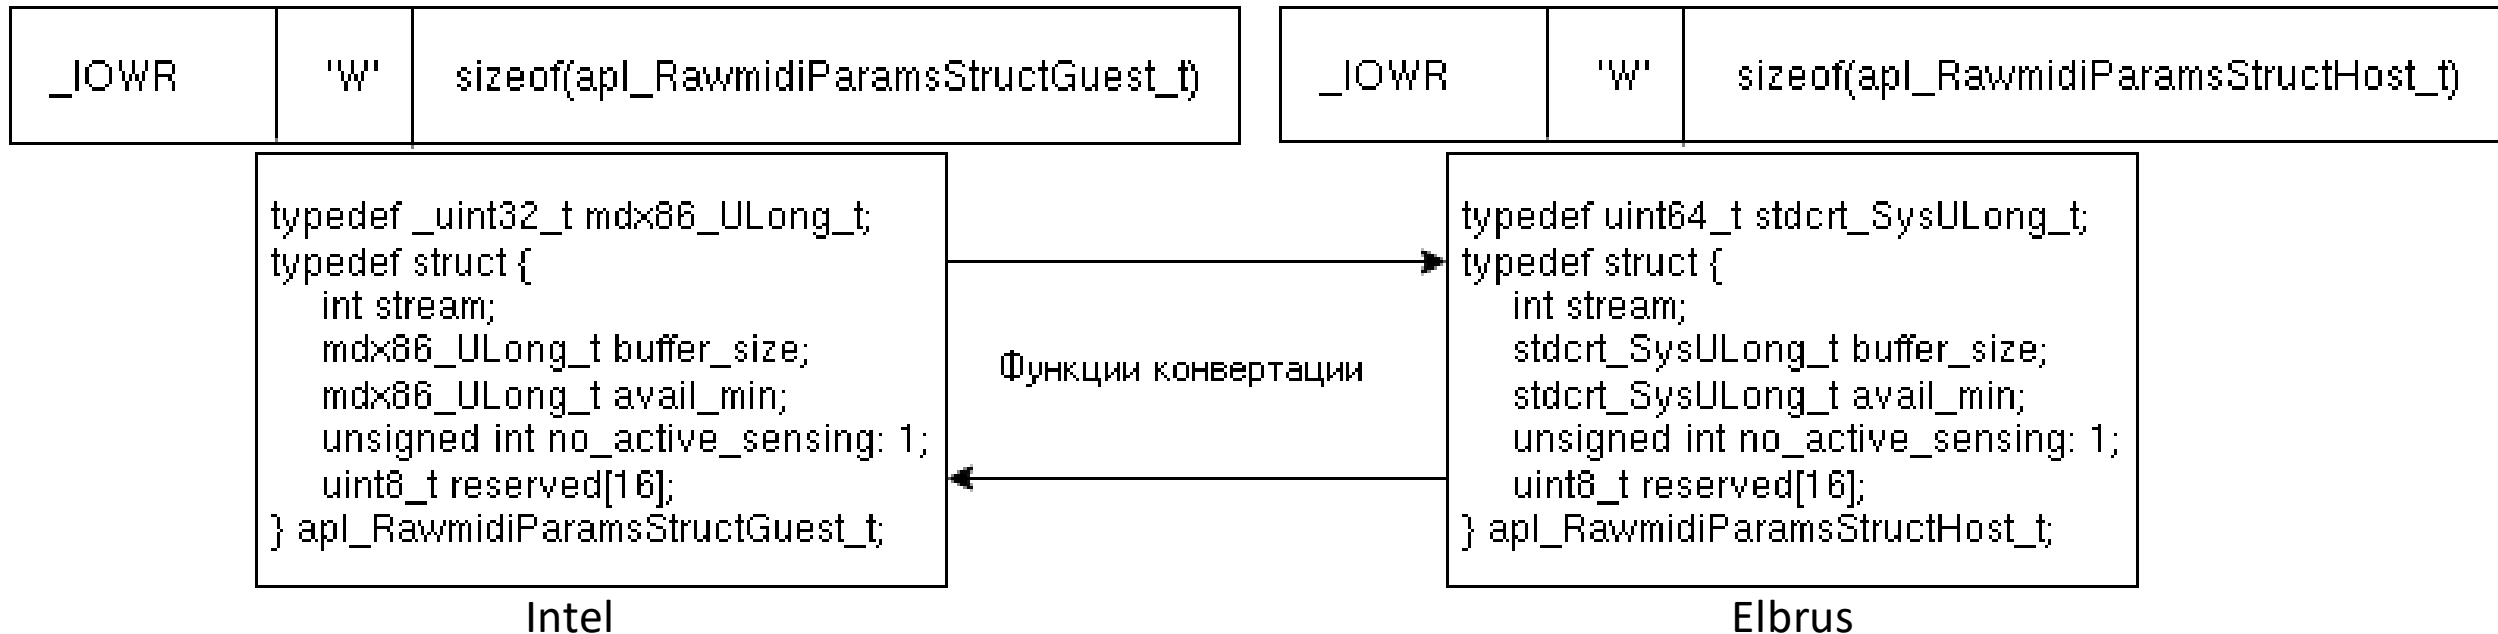 _IOWR 'W' sizeof(apl_RawmidiParamsStructGuest_t)
_IOWR 'W' sizeof(apl_RawmidiParamsStructHost_t)
typedef _uint32_t mdx86_ULong_t;
typedef struct {
int stream;
mdx86_ULong_t buffer_size;
mdx86_ULong_t avail_min;
unsigned int no_active_sensing: 1;
uint8_t reserved[16];
} apl_RawmidiParamsStructGuest_t;
Intel
Функции конвертации
typedef uint64_t stdcrt_SysULong_t;
typedef struct {
int stream;
stdcrt_SysULong_t buffer_size;
stdcrt_SysULong_t avail_min;
unsigned int no_active_sensing: 1;
uint8_t reserved[16];
} apl_RawmidiParamsStructHost_t;
Elbrus